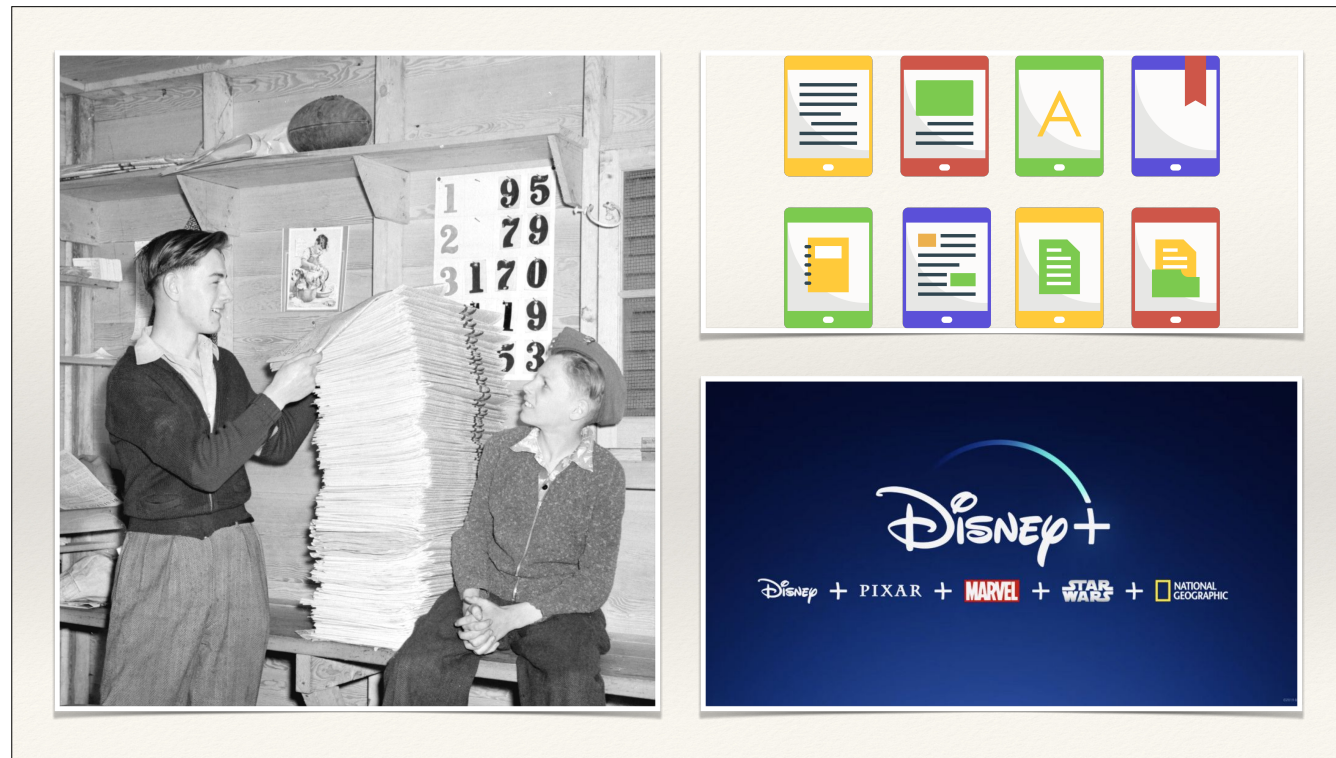 1 95
2 79
3 170
19
53
A
Disney+
Disney + PIXAR + MARVEL + STAR WARS + NATIONAL GEOGRAPHIC